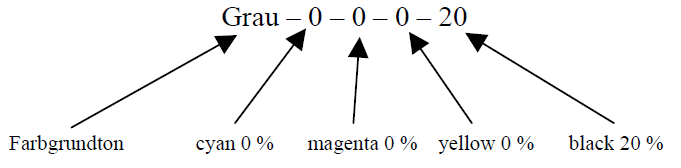 Grau – 0 – 0 – 0 – 20
Farbgrundton cyan 0 % magenta 0 % yellow 0 % black 20 %